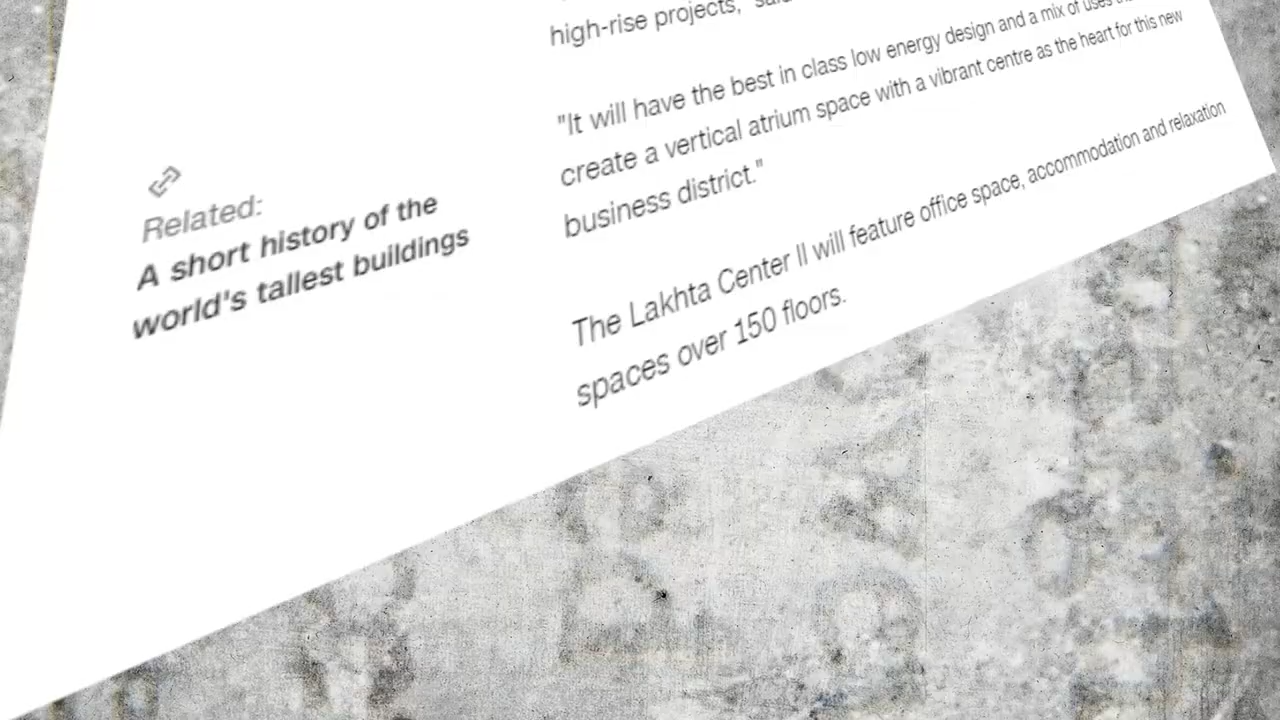 high-rise projects," said
"It will have the best in class low energy design and a mix of uses
create a vertical atrium space with a vibrant centre as the heart for this new
business district."
The Lakhta Center II will feature office space, accommodation and relaxation
spaces over 150 floors.
Related:
A short history of the
world's tallest buildings